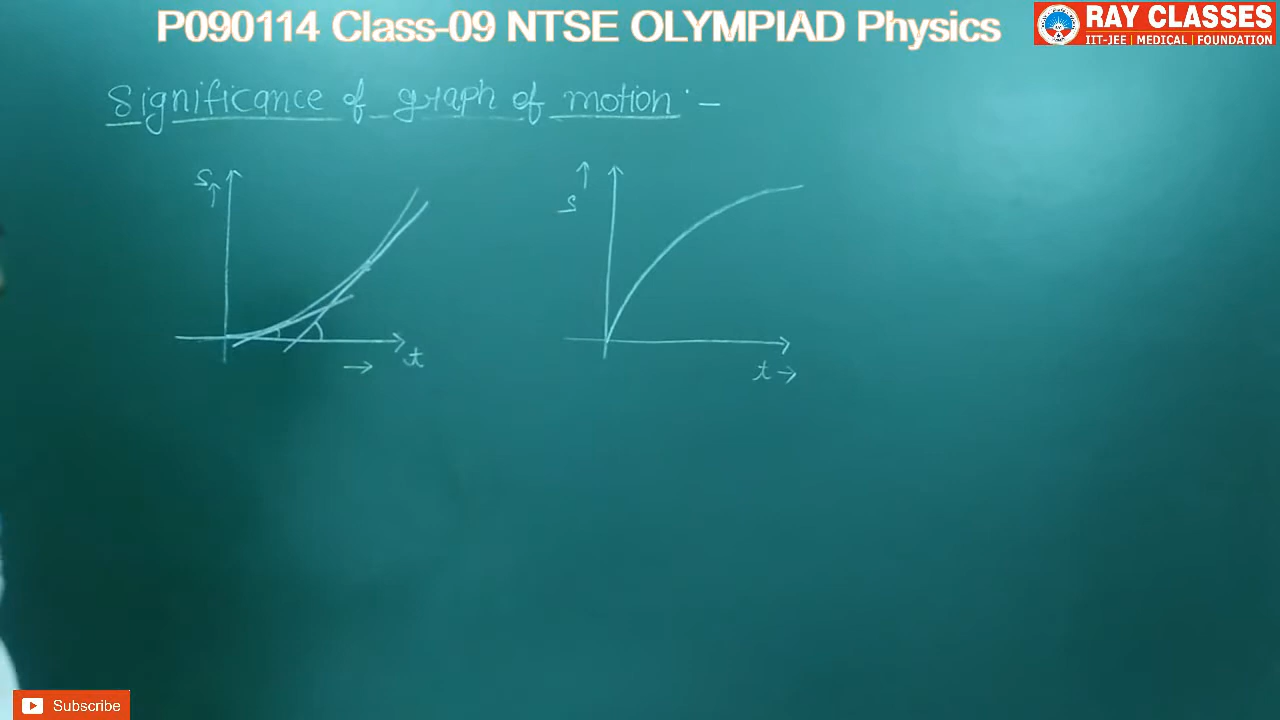 P090114 Class-09 NTSE OLYMPIAD Physics
RAY CLASSES
IIT-JEE | MEDICAL | FOUNDATION
Significance of graph of motion :-
S
S
t
t
Subscribe